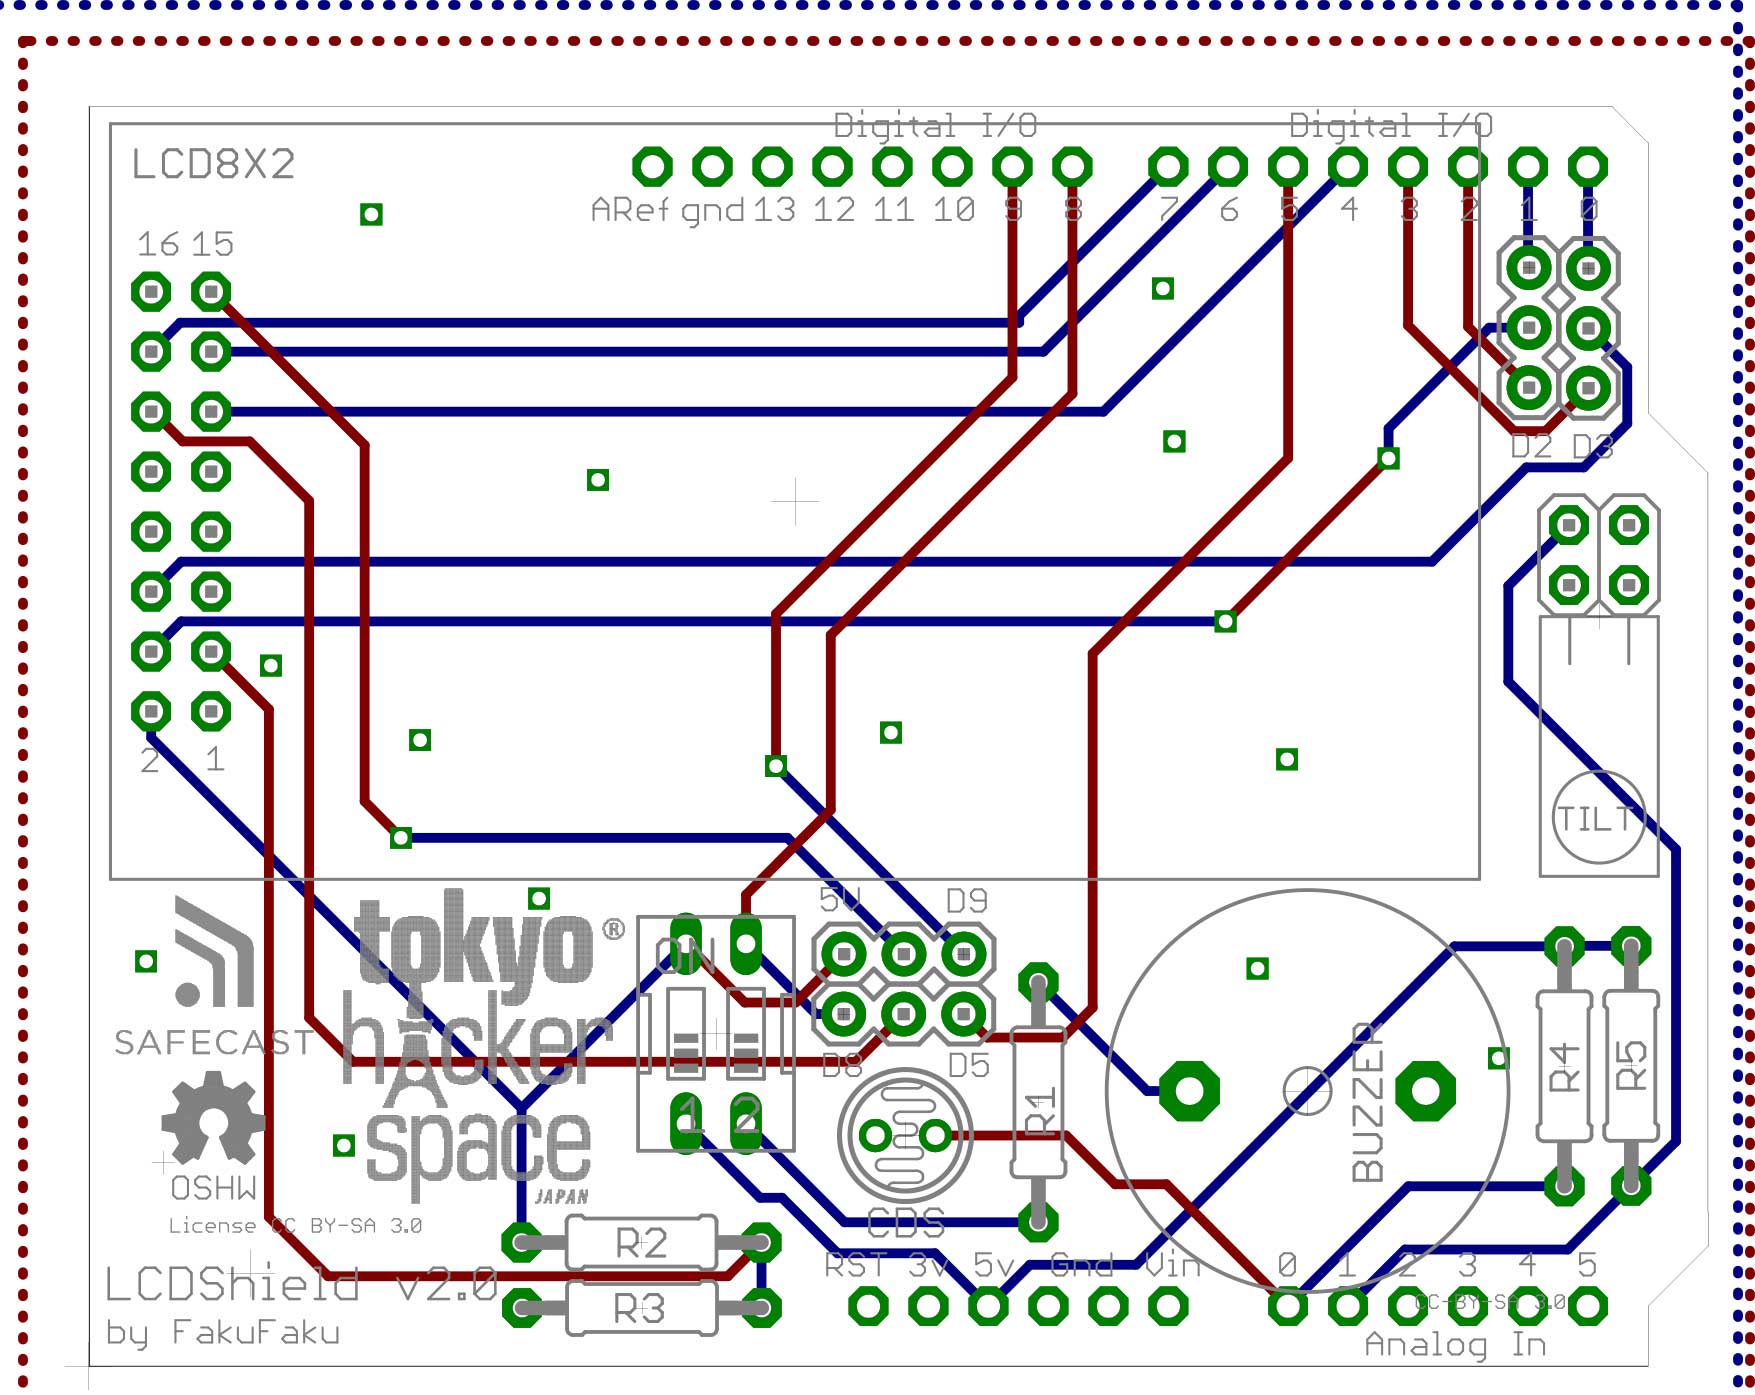 Digital I/O Digital I/O
LCD8X2
ARef gnd 13 12 11 10 9 8 7 6 5 4 3 2 1 0
16 15
D2 D3
2 1
TILT
5V D9
ON
tokyo®
hacker
space
JAPAN
SAFECAST
D8 D5
R1
BUZZER
R4
R5
1 2
OSHW
License CC BY-SA 3.0
CDS
R2
RST 3v 5v Gnd Vin 0 1 2 3 4 5
LCDShield v2.0
R3
CC-BY-SA 3.0
by FakuFaku
Analog In